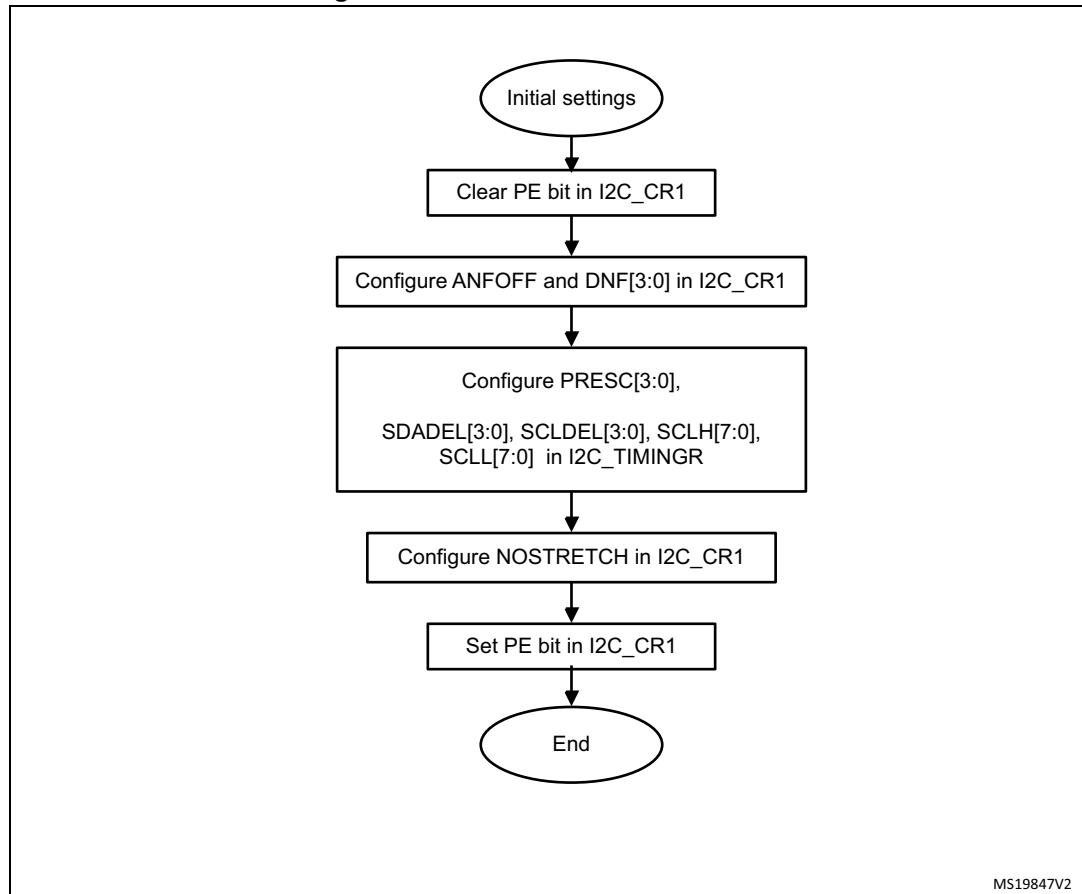 Initial settings
Clear PE bit in I2C_CR1
Configure ANFOFF and DNF[3:0] in I2C_CR1
Configure PRESC[3:0],
SDADEL[3:0], SCLDEL[3:0], SCLH[7:0],
SCLL[7:0] in I2C_TIMINGR
Configure NOSTRETCH in I2C_CR1
Set PE bit in I2C_CR1
End
MS19847V2